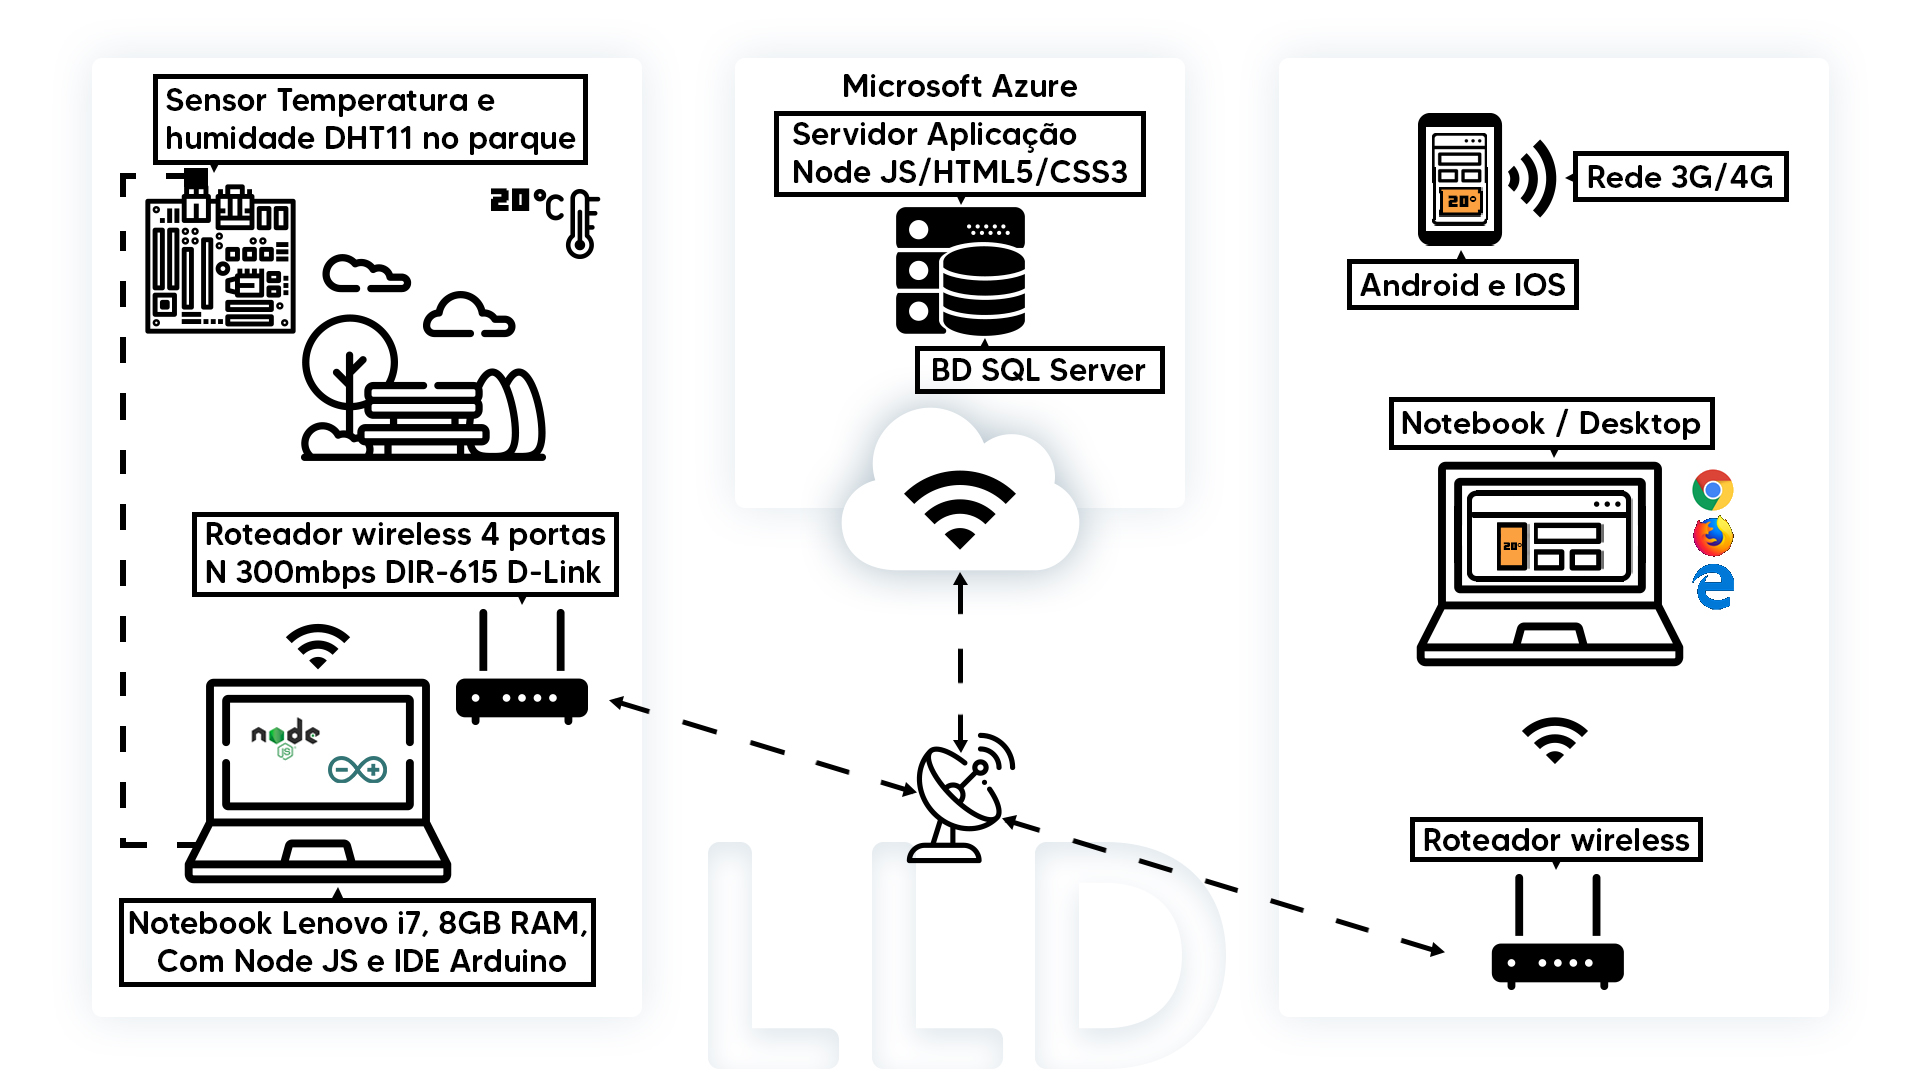 Sensor Temperatura e
humidade DHT11 no parque
20°C
Roteador wireless 4 portas
N 300mbps DIR-615 D-Link
node
JS
Notebook Lenovo i7, 8GB RAM,
Com Node JS e IDE Arduino
Microsoft Azure
Servidor Aplicação
Node JS/HTML5/CSS3
BD SQL Server
LLD
20°
Rede 3G/4G
Android e IOS
Notebook / Desktop
20°
Roteador wireless